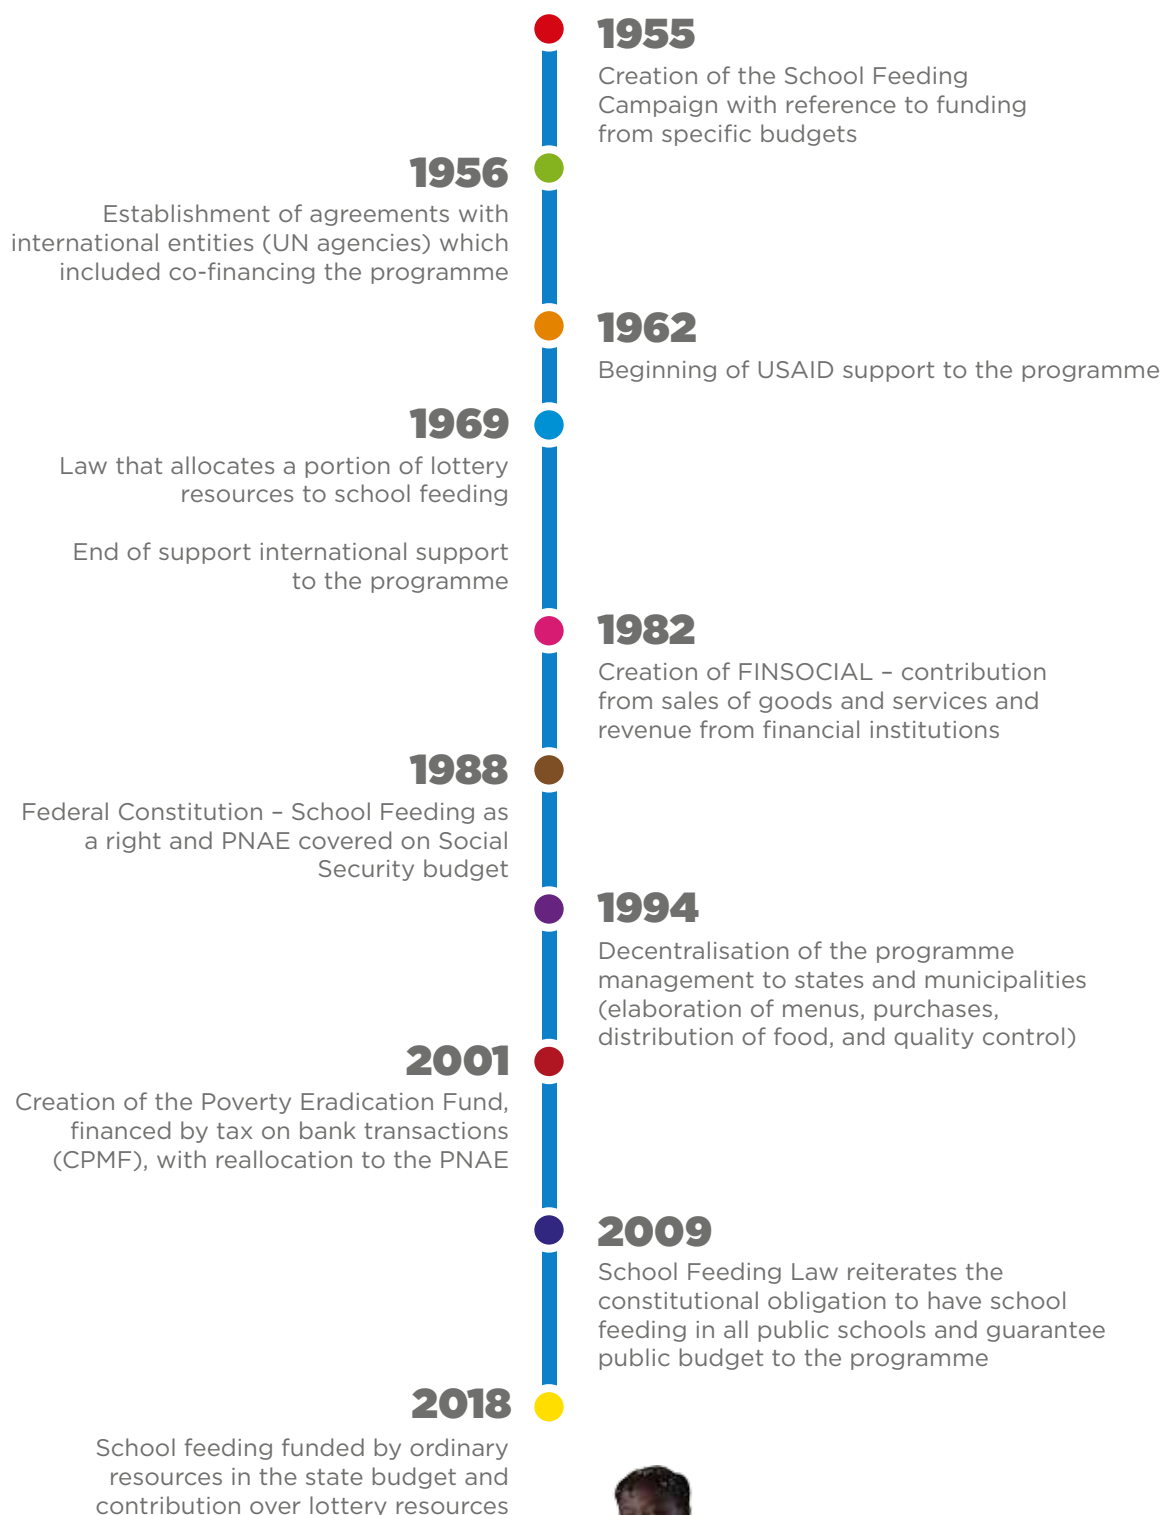 1955
Creation of the School Feeding
Campaign with reference to funding
from specific budgets
1956
Establishment of agreements with
international entities (UN agencies) which
included co-financing the programme
1962
Beginning of USAID support to the programme
1969
Law that allocates a portion of lottery
resources to school feeding
End of support international support
to the programme
1982
Creation of FINSOCIAL – contribution
from sales of goods and services and
revenue from financial institutions
1988
Federal Constitution – School Feeding as
a right and PNAE covered on Social
Security budget
1994
Decentralisation of the programme
management to states and municipalities
(elaboration of menus, purchases,
distribution of food, and quality control)
2001
Creation of the Poverty Eradication Fund,
financed by tax on bank transactions
(CPMF), with reallocation to the PNAE
2009
School Feeding Law reiterates the
constitutional obligation to have school
feeding in all public schools and guarantee
public budget to the programme
2018
School feeding funded by ordinary
resources in the state budget and
contribution over lottery resources